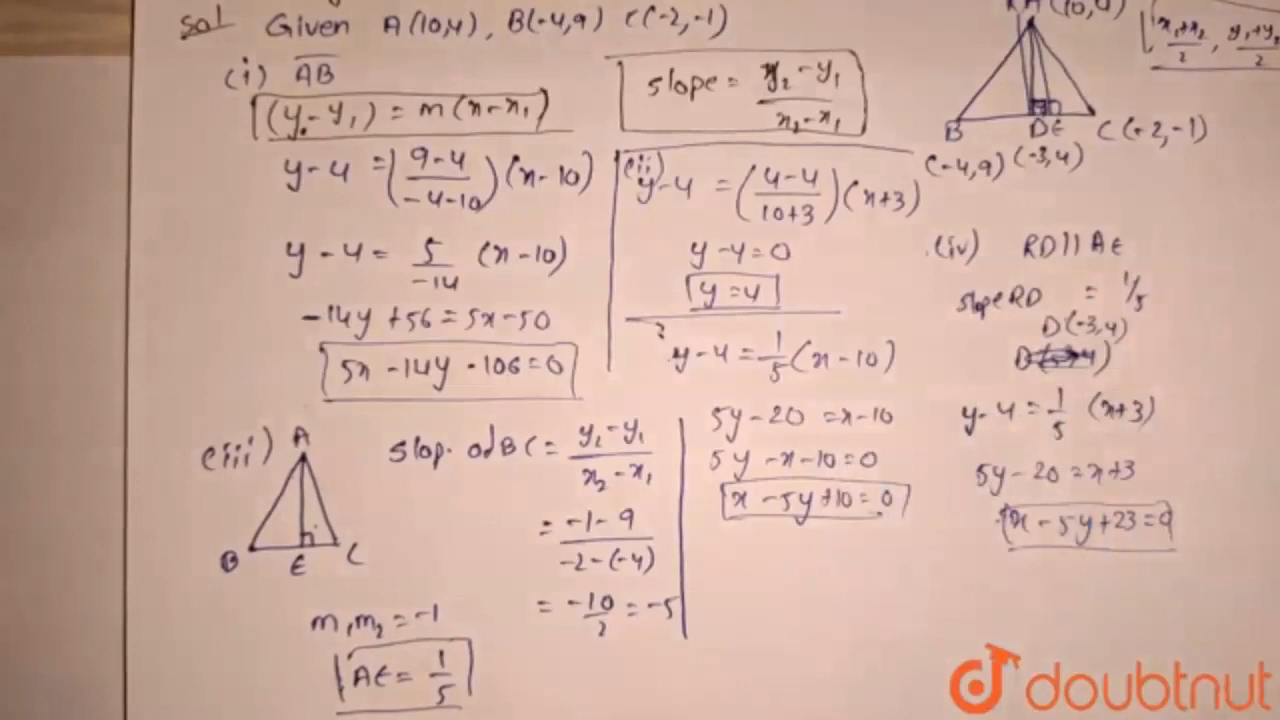 Sol Given A(10,4), B(-4,9) C(-2,-1)
(i) AB
(y-y₁) = m(x-x₁)
y-4 = (9-4/-4-10)(x-10)
y-4 = 5/-14 (x-10)
-14y+56 = 5x-50
5x-14y-106=0
slope = y₂-y₁/x₂-x₁
(ii)
y-4 = (4-4/10+3)(x+3)
y-4=0
y=4
y-4 = 1/5(x-10)
5y-20 = x-10
5y-x-10=0
x-5y+10=0
(iii) A
B E C
Slop. of BC = y₂-y₁/x₂-x₁
= -1-9/-2-(-4)
= -10/2 = -5
m₁m₂ = -1
AE = 1/5
x₁+x₂/2, y₁+y₂/2
B D E C(-2,-1)
(-4,9) (-3,4)
(iv) RD||AE
slope RD = 1/5
D(-3,4)
y-4 = 1/5 (x+3)
5y-20 = x+3
x-5y+23=0
doubtnut